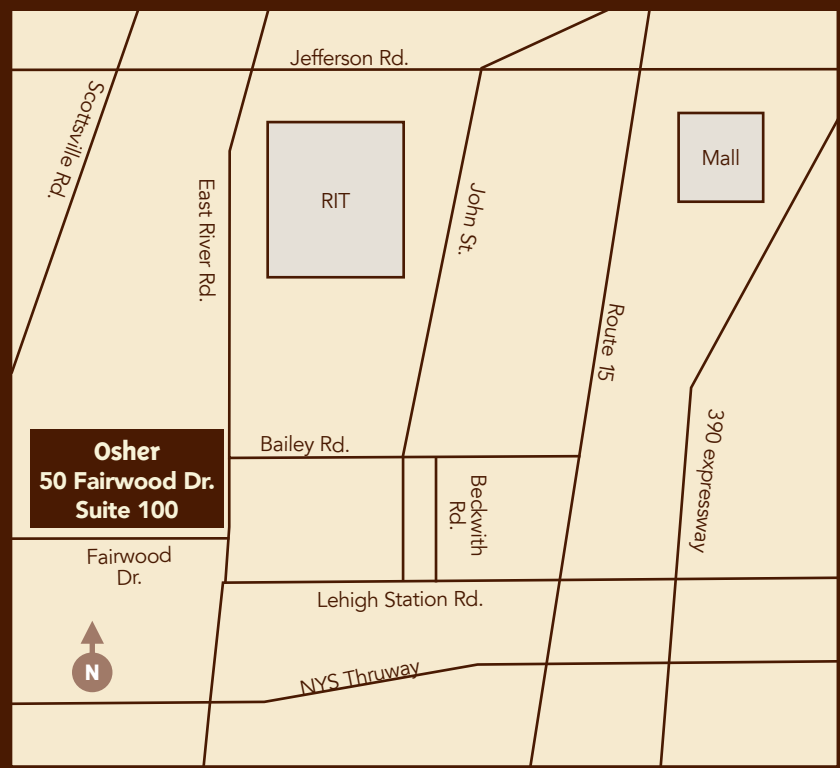 Jefferson Rd.
Scottsville Rd.
Mall
RIT
East River Rd.
John St.
Route 15
390 expressway
Osher
50 Fairwood Dr.
Suite 100
Bailey Rd.
Beckwith
Rd.
Fairwood
Dr.
Lehigh Station Rd.
NYS Thruway
N